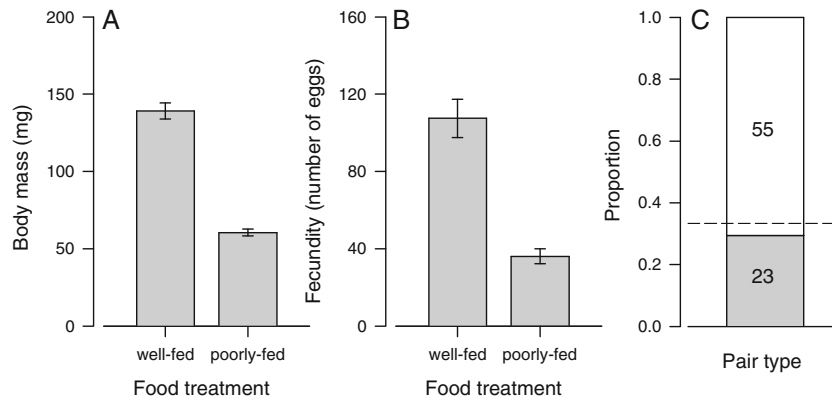 A
200
150
100
50
0
Body mass (mg)
well-fed poorly-fed
Food treatment
B
160
120
80
40
0
Fecundity (number of eggs)
well-fed poorly-fed
Food treatment
C
1.0
0.8
0.6
0.4
0.2
0.0
Proportion
55
23
Pair type